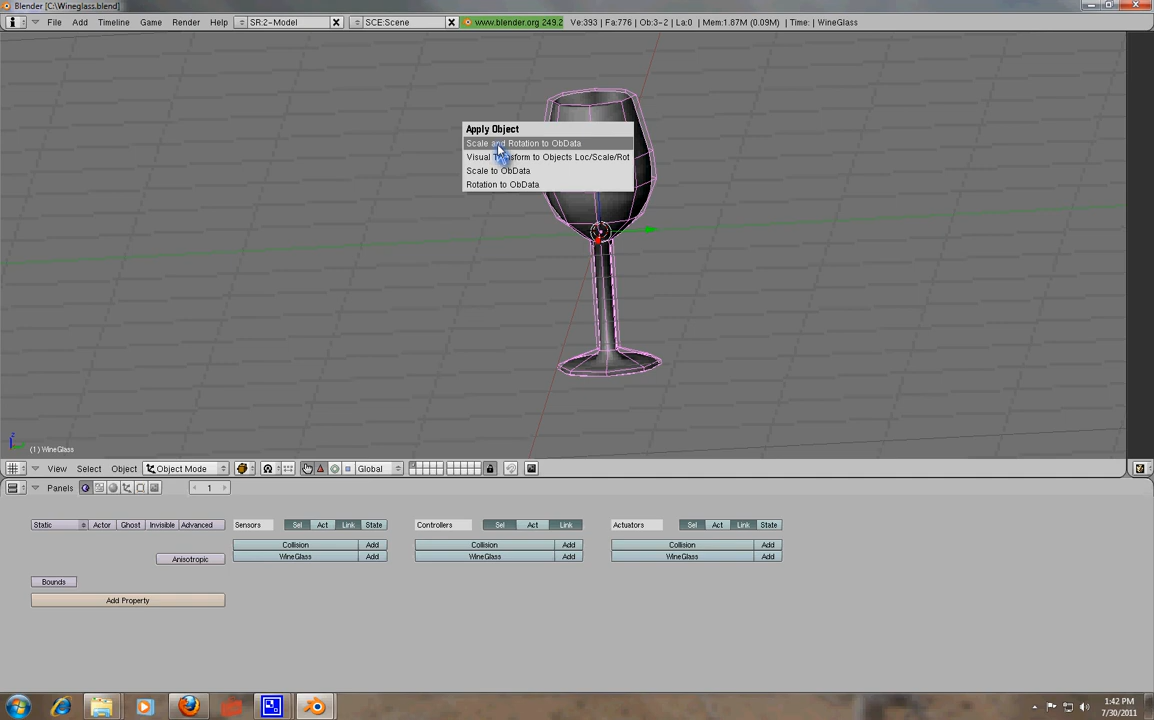 Blender [C:\Wineglass.blend]
File Add Timeline Game Render Help SR:2-Model SCE:Scene www.blender.org 249.2 Ve:393 | Fa:776 | Ob:3-2 | La:0 | Mem:1.87M (0.09M) | Time: | WineGlass
Apply Object
Scale and Rotation to ObData
Visual Transform to Objects Loc/Scale/Rot
Scale to ObData
Rotation to ObData
z
(1) WineGlass
View Select Object Object Mode Global
Panels 1
Static Actor Ghost Invisible Advanced Sensors Sel Act Link State Controllers Sel Act Link Actuators Sel Act Link State
Collision Add Collision Add Collision Add
Anisotropic WineGlass Add WineGlass Add WineGlass Add
Bounds
Add Property
1:42 PM
7/30/2011